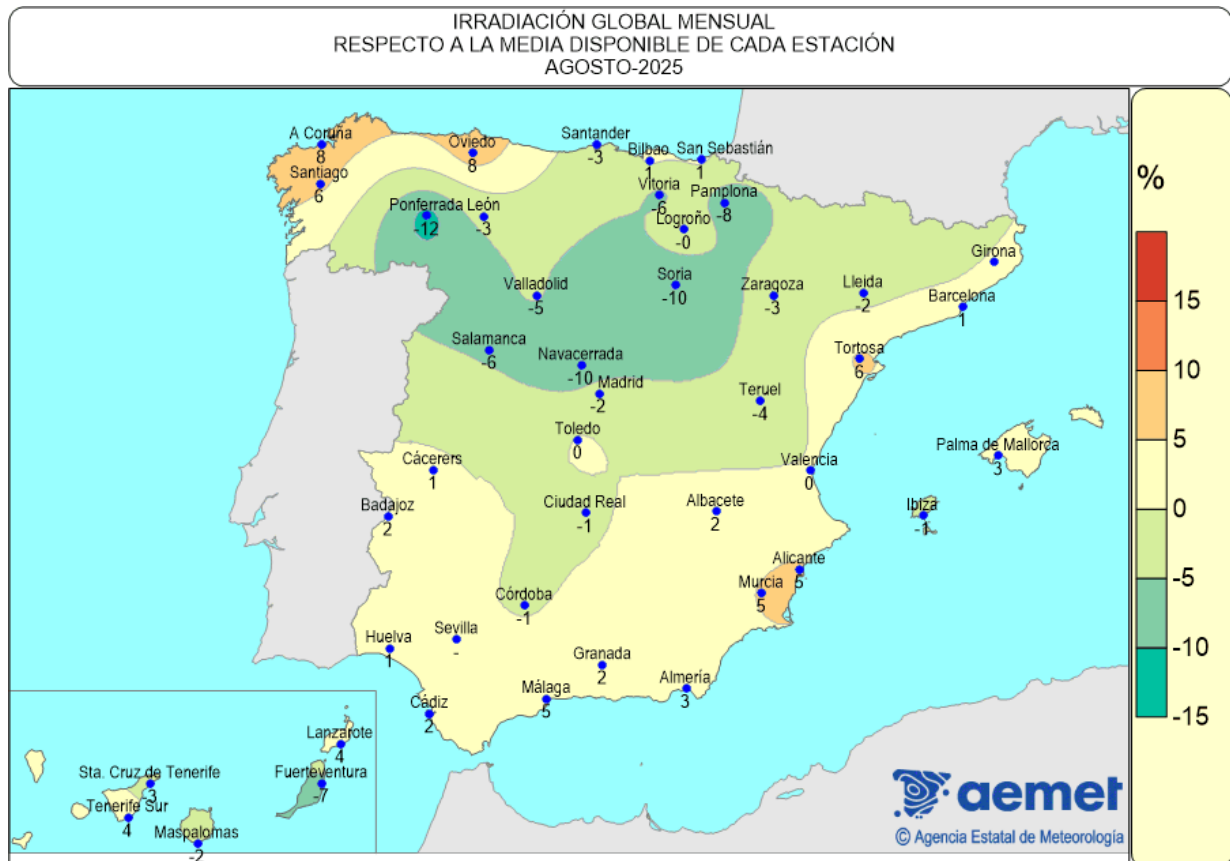 IRRADIACIÓN GLOBAL MENSUAL
RESPECTO A LA MEDIA DISPONIBLE DE CADA ESTACIÓN
AGOSTO-2025
A Coruña
8
Santiago
6
Oviedo
8
Santander
-3
Bilbao
1
San Sebastián
1
Vitoria
-6
Pamplona
-8
Ponferrada
-12
León
-3
Logroño
-0
Girona
Valladolid
-5
Soria
-10
Zaragoza
-3
Lleida
-2
Barcelona
1
Salamanca
-6
Navacerrada
-10
Madrid
-2
Tortosa
6
Teruel
-4
Toledo
0
Palma de Mallorca
3
Cácerers
1
Valencia
0
Badajoz
2
Ciudad Real
-1
Albacete
2
Ibiza
-1
Alicante
5
Murcia
5
Córdoba
-1
Sevilla
-
Huelva
1
Granada
2
Almería
3
Málaga
5
Cádiz
2
Lanzarote
4
Sta. Cruz de Tenerife
-3
Fuerteventura
-7
Tenerife Sur
4
Maspalomas
-2
%
15
10
5
0
-5
-10
-15
aemet
© Agencia Estatal de Meteorología